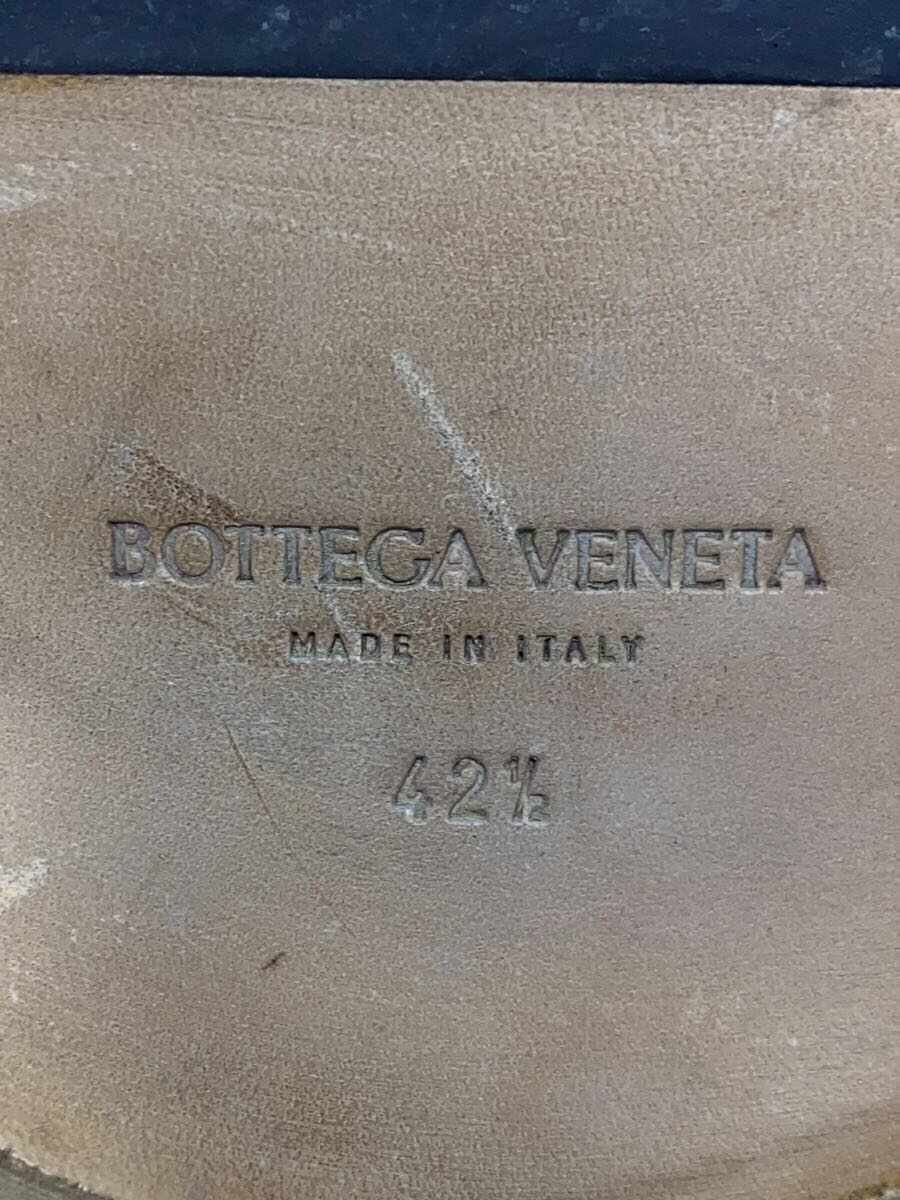 BOTTEGA VENETA
MADE IN ITALY
42½